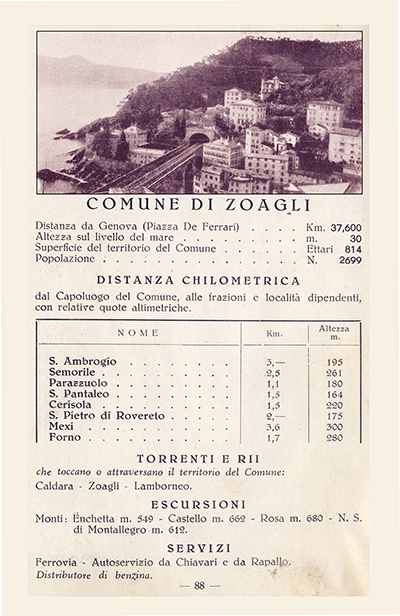 COMUNE DI ZOAGLI
Distanza da Genova (Piazza De Ferrari) . . . . Km. 37,600
Altezza sul livello del mare . . . . . . . . m. 30
Superficie del territorio del Comune . . . . . Ettari 814
Popolazione . . . . . . . . . . . . . N. 2699
DISTANZA CHILOMETRICA
dal Capoluogo del Comune, alle frazioni e località dipendenti,
con relative quote altimetriche.
NOME Km. Altezza m.
S. Ambrogio . . . . . . . 3,— 195
Semorile . . . . . . . . 2,5 261
Parazzuolo . . . . . . . 1,1 180
S. Pantaleo . . . . . . . 1,5 164
Cerisola . . . . . . . . 1,5 220
S. Pietro di Rovereto . . . . 2,— 175
Mexi . . . . . . . . . 3,6 300
Forno . . . . . . . . . 1,7 280
TORRENTI E RII
che toccano o attraversano il territorio del Comune:
Caldara - Zoagli - Lamborneo.
ESCURSIONI
Monti: Enchetta m. 549 - Castello m. 662 - Rosa m. 680 - N. S.
di Montallegro m. 612.
SERVIZI
Ferrovia - Autoservizio da Chiavari e da Rapallo.
Distributore di benzina.
— 88 —